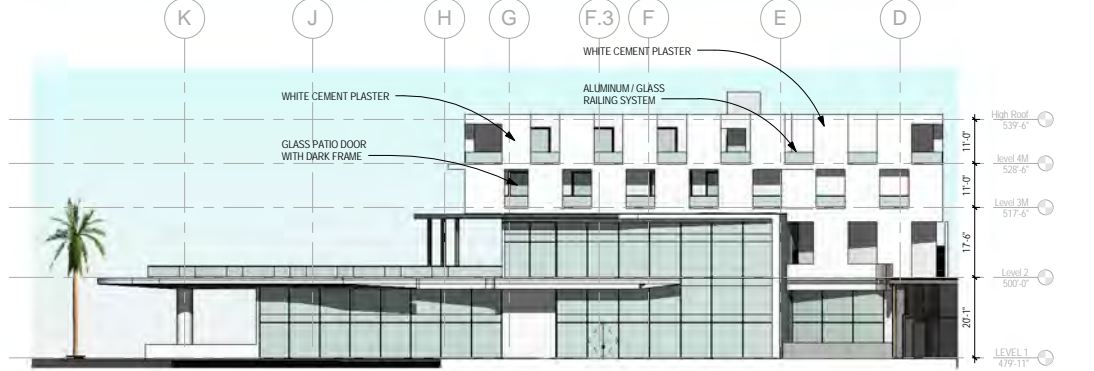 K
J
H
G
F.3
F
E
D
WHITE CEMENT PLASTER
WHITE CEMENT PLASTER
ALUMINUM / GLASS
RAILING SYSTEM
GLASS PATIO DOOR
WITH DARK FRAME
High Roof
539'-6"
11'-0"
level 4M
528'-6"
11'-0"
Level 3M
517'-6"
17'-6"
Level 2
500'-0"
20'-1"
LEVEL 1
479'-11"